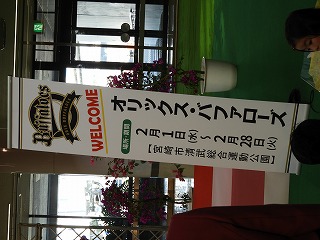 Buffaloes
WELCOME
オリックス・バファローズ
2月1日(水)～2月28日(火)
【宮崎市清武総合運動公園】